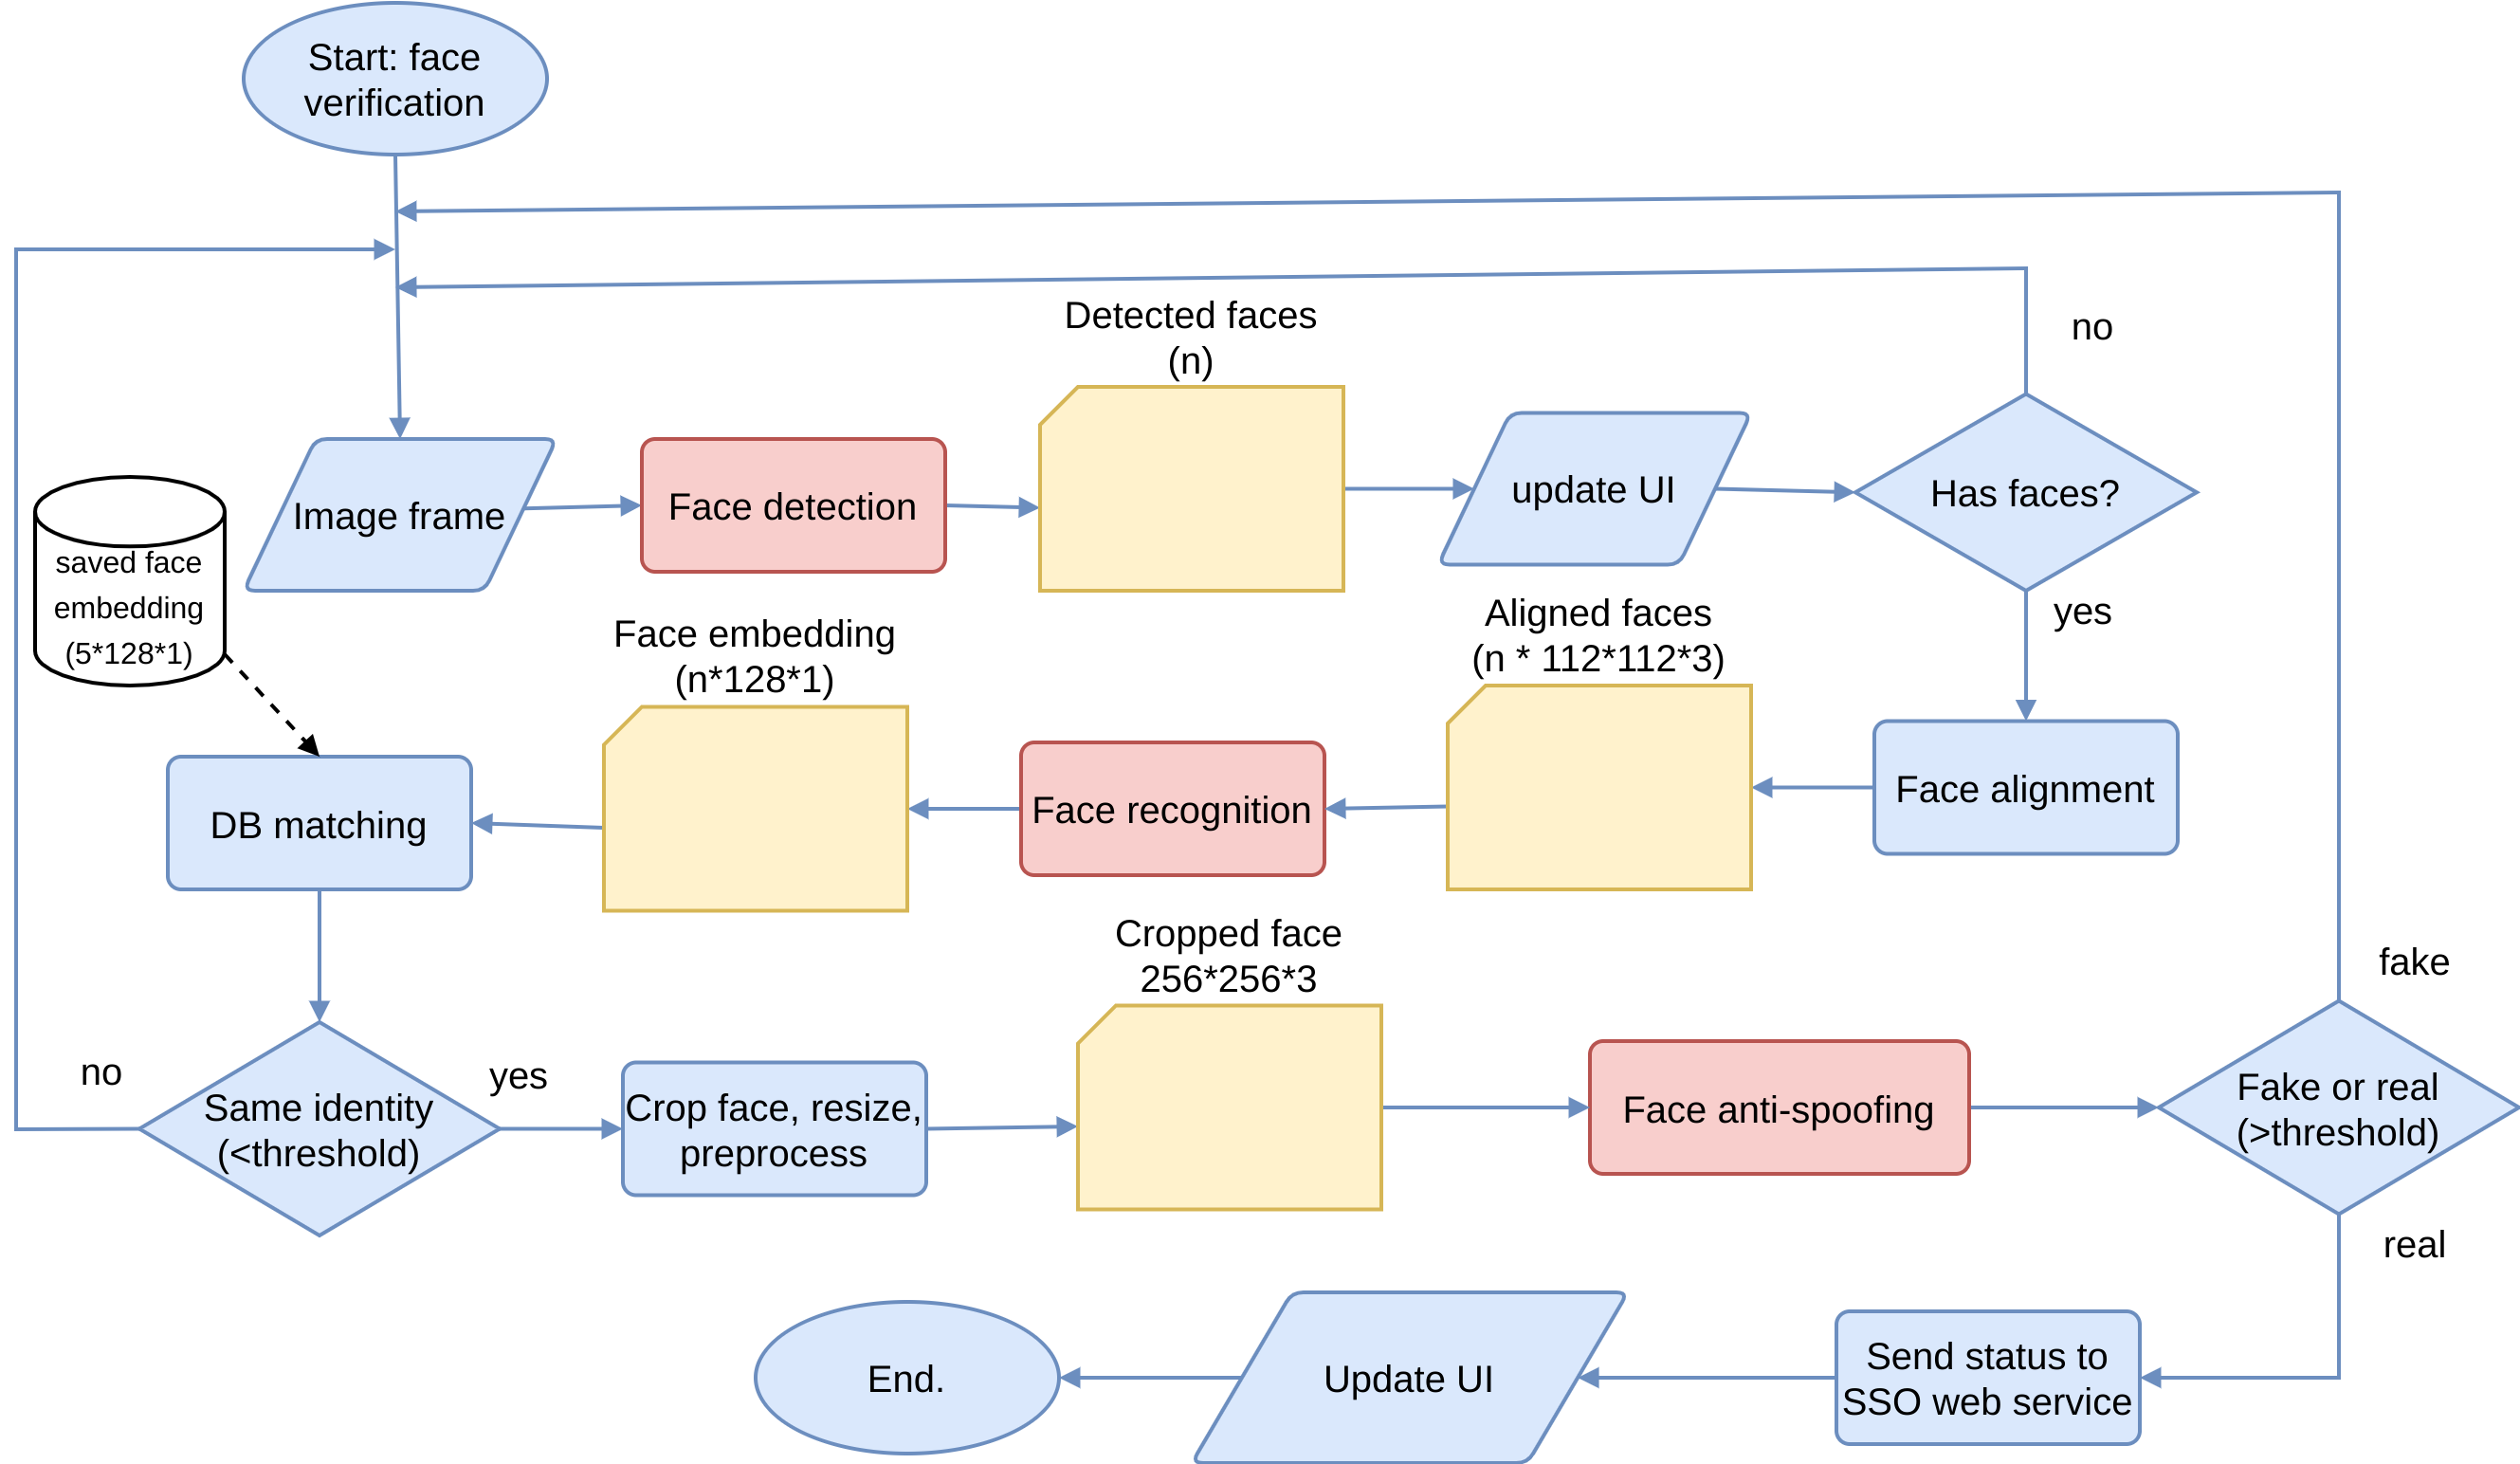 Start: face
verification
Detected faces
(n)
no
Image frame
Face detection
update UI
Has faces?
saved face
embedding
(5*128*1)
yes
Face embedding
(n*128*1)
Aligned faces
(n * 112*112*3)
DB matching
Face recognition
Face alignment
Cropped face
256*256*3
fake
no
yes
Same identity
(<threshold)
Crop face, resize,
preprocess
Face anti-spoofing
Fake or real
(>threshold)
real
End.
Update UI
Send status to
SSO web service